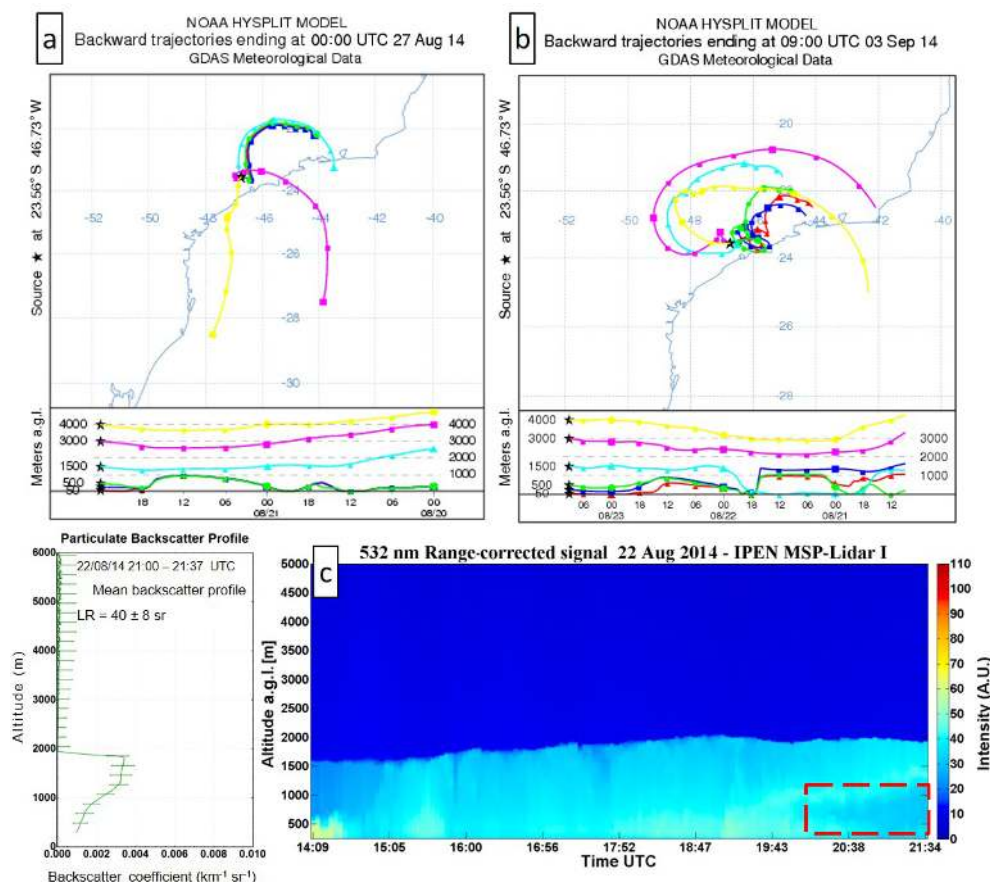 a
NOAA HYSPLIT MODEL
Backward trajectories ending at 00:00 UTC 27 Aug 14
GDAS Meteorological Data
Source ★ at 23.56° S 46.73° W
-52
-50
-48
-46
-44
-42
-40
-24
-26
-28
-30
Meters a.g.l.
4000
3000
1500
500
50
4000
3000
2000
1000
18 12 06 00 18 12 06 00
08/21 08/20
b
NOAA HYSPLIT MODEL
Backward trajectories ending at 09:00 UTC 03 Sep 14
GDAS Meteorological Data
Source ★ at 23.56° S 46.73° W
-20
-52
-50
-48
-44
-42
-40
-24
-26
-28
Meters a.g.l.
4000
3000
1500
500
50
3000
2000
1000
06 00 18 12 06 00 18 12 06 00 18 12
08/23 08/22 08/21
Particulate Backscatter Profile
22/08/14 21:00 – 21:37 UTC
Mean backscatter profile
LR = 40 ± 8 sr
Altitude (m)
6000
5000
4000
3000
2000
1000
0
0.000 0.002 0.004 0.006 0.008 0.010
Backscatter coefficient (km⁻¹ sr⁻¹)
c
532 nm Range-corrected signal 22 Aug 2014 - IPEN MSP-Lidar I
Altitude a.g.l. [m]
5000
4500
4000
3500
3000
2500
2000
1500
1000
500
14:09 15:05 16:00 16:56 17:52 18:47 19:43 20:38 21:34
Time UTC
110
100
90
80
70
60
50
40
30
20
10
0
Intensity (A.U.)